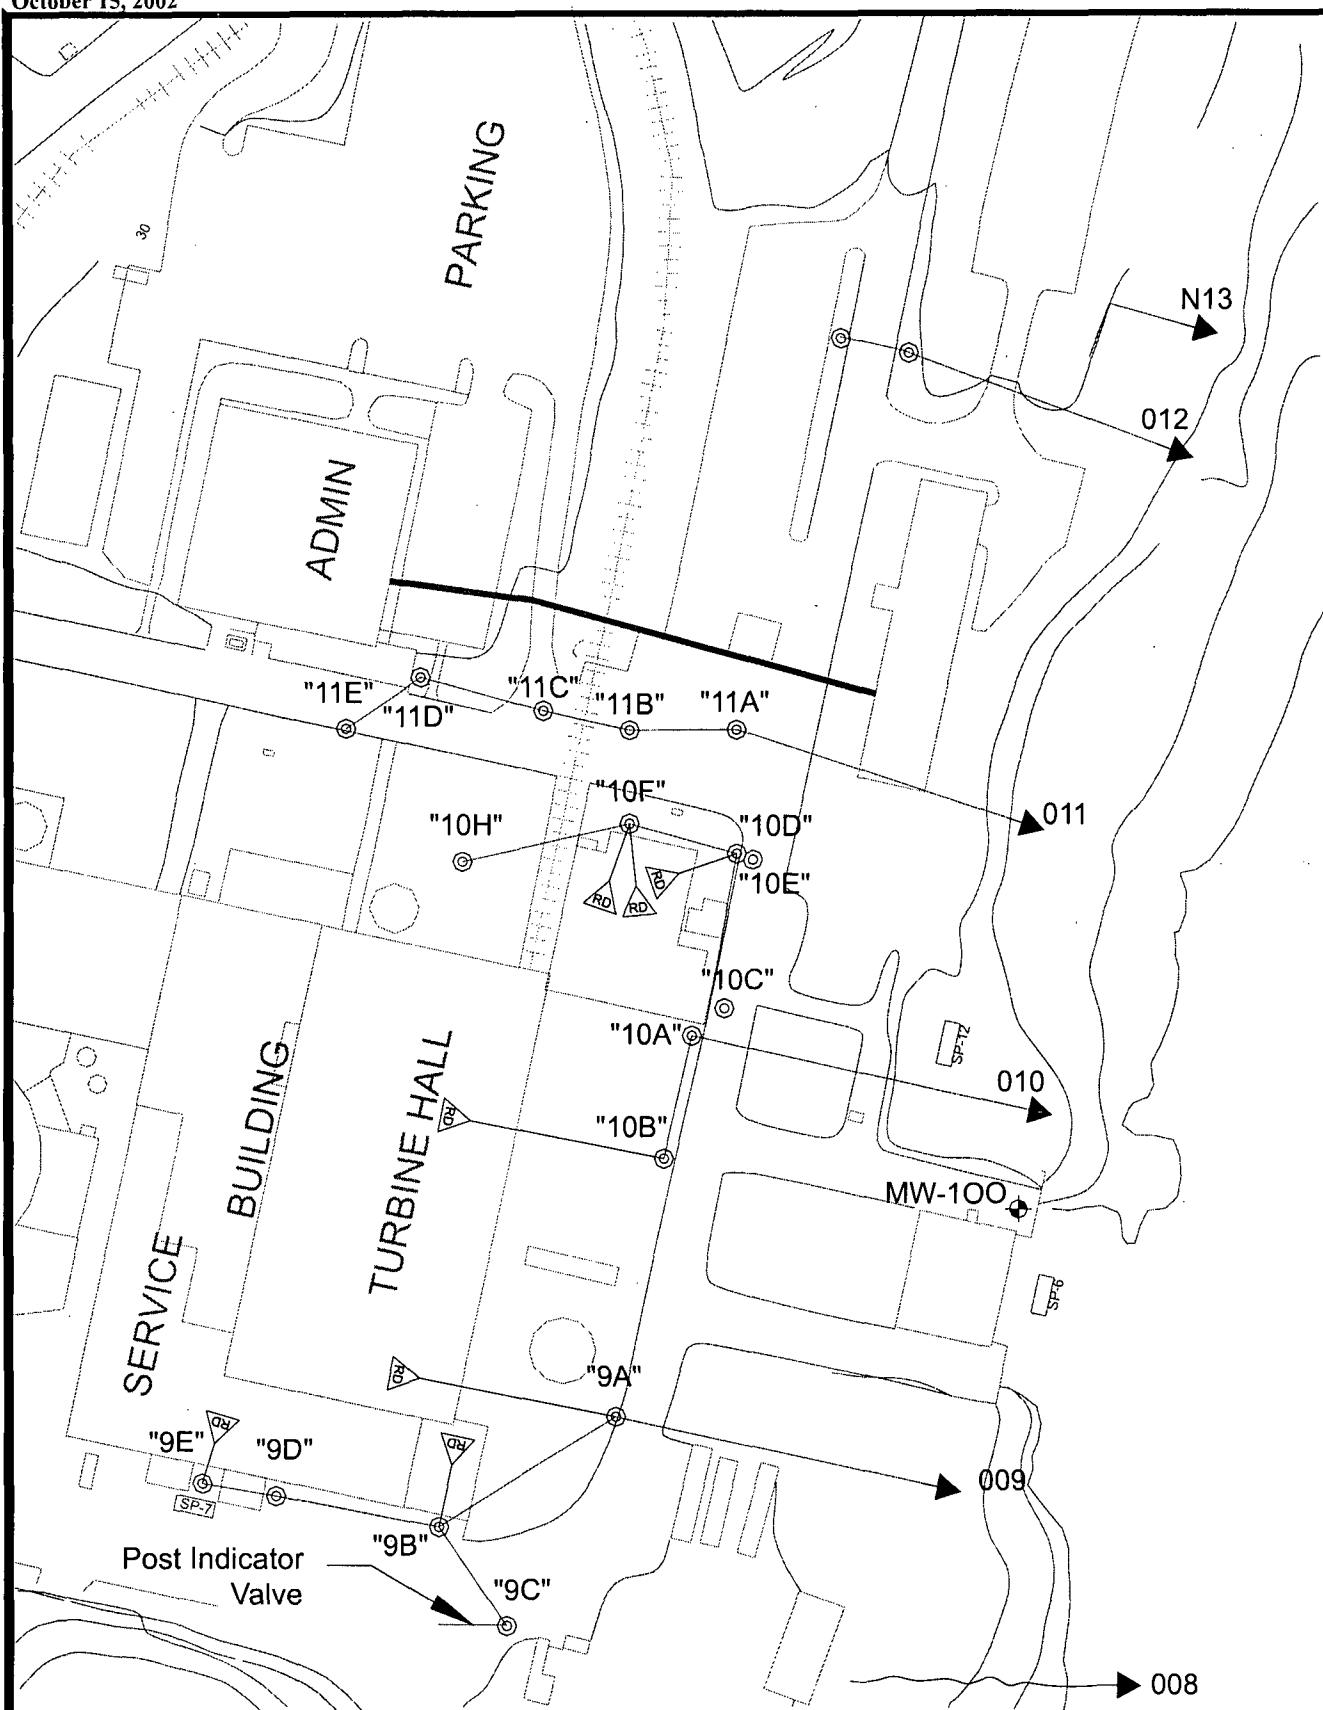 October 15, 2002
PARKING
30
N13
012
ADMIN
"11E"
"11D"
"11C"
"11B"
"11A"
011
"10F"
"10H"
"10D"
"10E"
RD
RD
RD
"10C"
"10A"
SP-12
010
BUILDING
TURBINE HALL
RD
"10B"
MW-1OO
SERVICE
SP-6
RD
"9A"
RD
RD
"9E"
"9D"
009
SP-7
"9B"
Post Indicator
Valve
"9C"
008